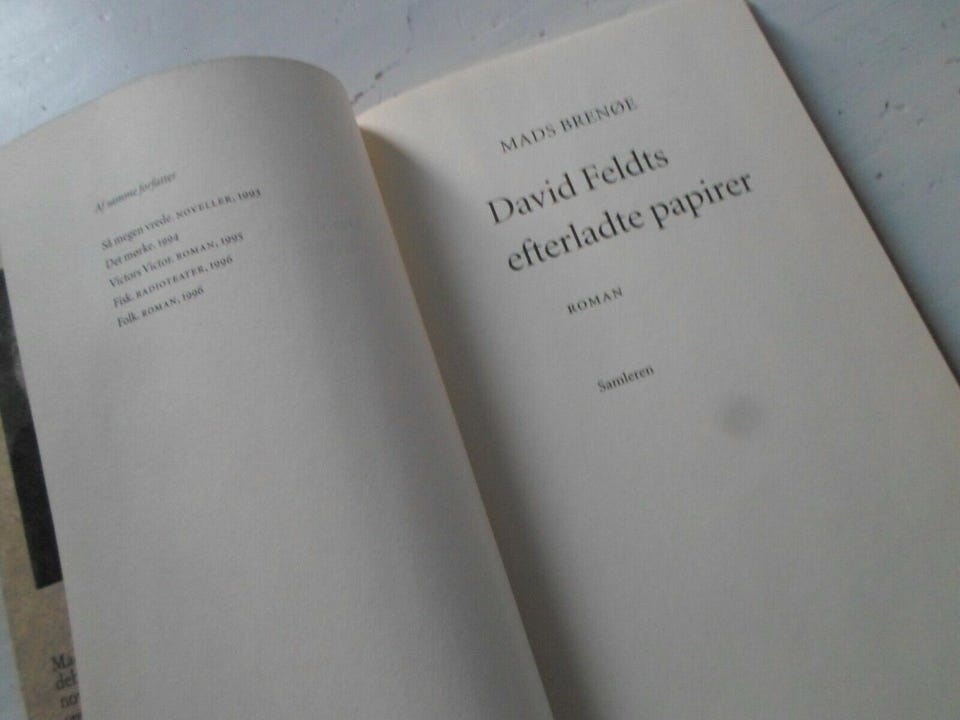 Af samme forfatter
Så megen vrede. NOVELLER, 1993
Det mørke. 1994
Victors Victor. ROMAN, 1995
Fisk. RADIOTEATER, 1996
Folk. ROMAN, 1996
MADS BRENØE
David Feldts
efterladte papirer
ROMAN
Samleren